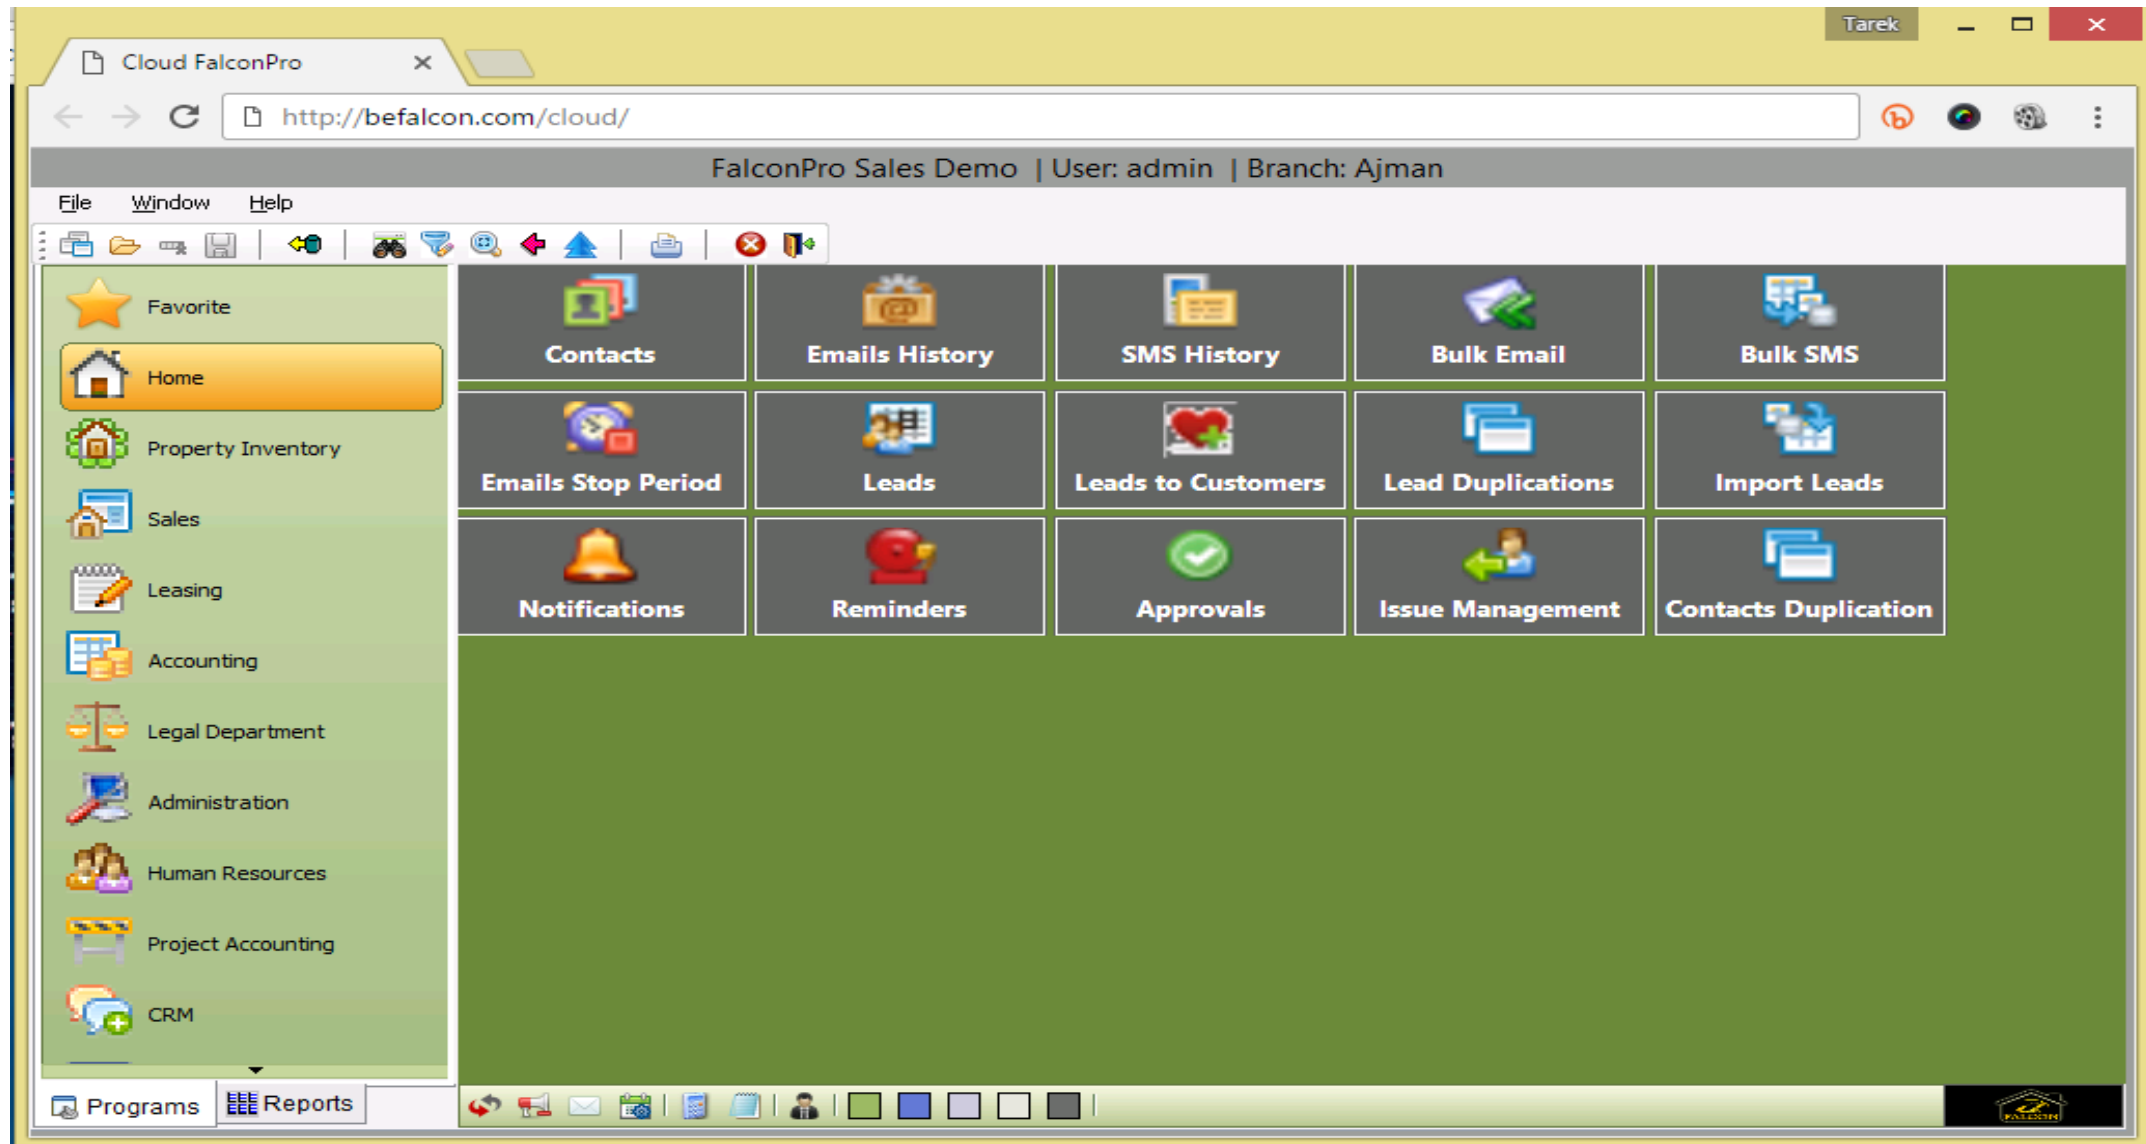 Tarek
Cloud FalconPro
http://befalcon.com/cloud/
FalconPro Sales Demo | User: admin | Branch: Ajman
File Window Help
Favorite
Home
Property Inventory
Sales
Leasing
Accounting
Legal Department
Administration
Human Resources
Project Accounting
CRM
Contacts
Emails History
SMS History
Bulk Email
Bulk SMS
Emails Stop Period
Leads
Leads to Customers
Lead Duplications
Import Leads
Notifications
Reminders
Approvals
Issue Management
Contacts Duplication
Programs
Reports
FALCON